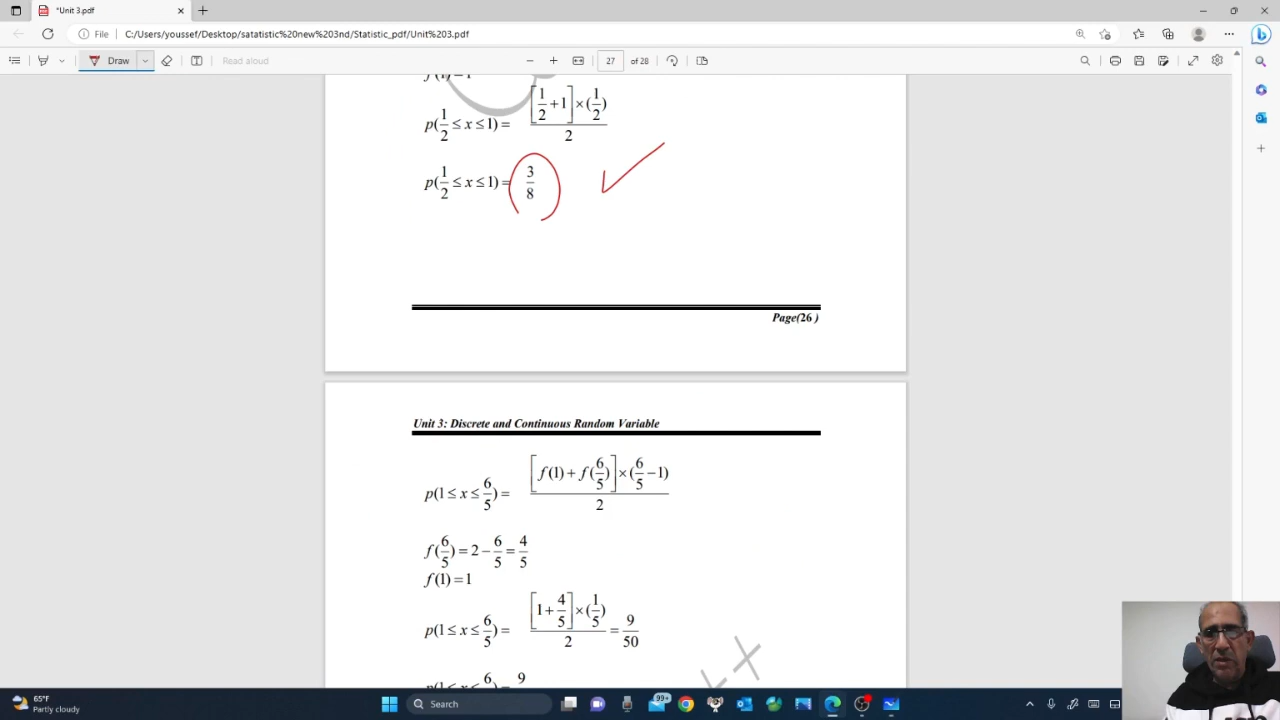 *Unit 3.pdf
File C:/Users/youssef/Desktop/satatistic%20new%203nd/Statistic_pdf/Unit%203.pdf
Draw Read aloud 27 of 28
p(1/2 ≤ x ≤ 1) = [1/2 + 1] × (1/2) / 2
p(1/2 ≤ x ≤ 1) = 3/8
Page(26 )
Unit 3: Discrete and Continuous Random Variable
p(1 ≤ x ≤ 6/5) = [f(1) + f(6/5)] × (6/5 − 1) / 2
f(6/5) = 2 − 6/5 = 4/5
f(1) = 1
p(1 ≤ x ≤ 6/5) = [1 + 4/5] × (1/5) / 2 = 9/50
65°F
Partly cloudy
Search
99+